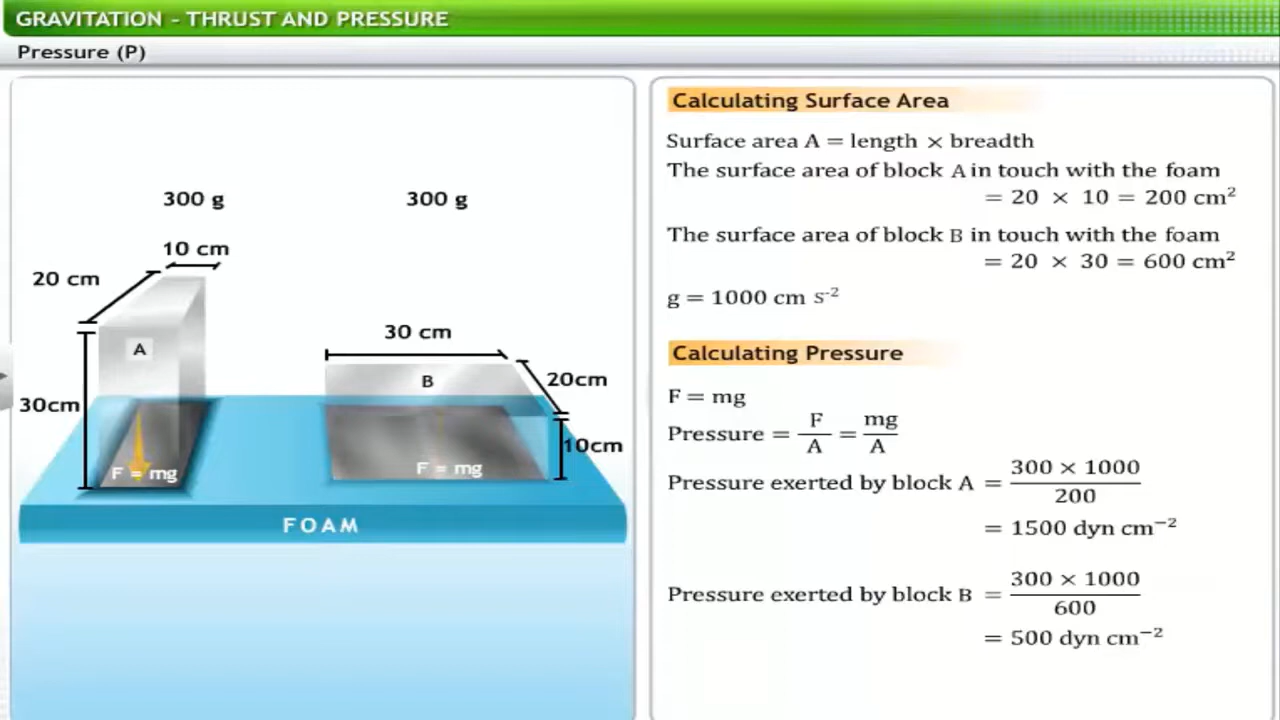 GRAVITATION - THRUST AND PRESSURE
Pressure (P)
300 g
300 g
10 cm
20 cm
A
30cm
F = mg
30 cm
B
20cm
10cm
F = mg
FOAM
Calculating Surface Area
Surface area A = length × breadth
The surface area of block A in touch with the foam
= 20 × 10 = 200 cm²
The surface area of block B in touch with the foam
= 20 × 30 = 600 cm²
g = 1000 cm s⁻²
Calculating Pressure
F = mg
Pressure = F/A = mg/A
Pressure exerted by block A = 300 × 1000/200
= 1500 dyn cm⁻²
Pressure exerted by block B = 300 × 1000/600
= 500 dyn cm⁻²